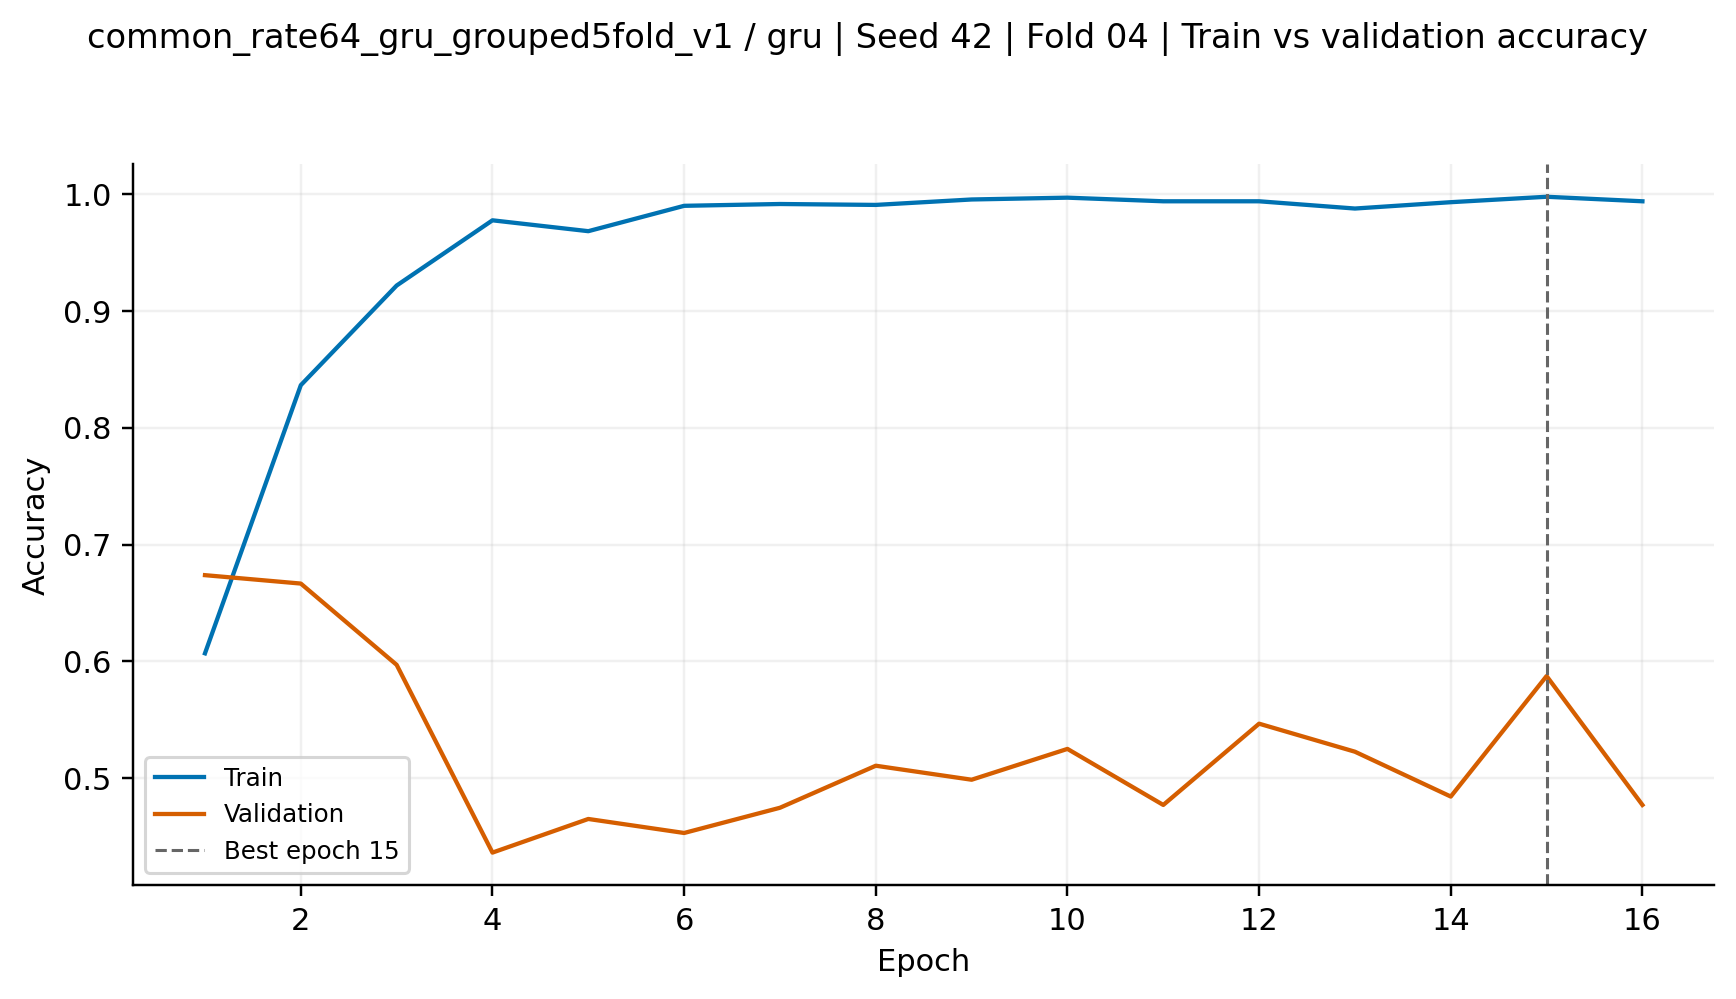 common_rate64_gru_grouped5fold_v1 / gru | Seed 42 | Fold 04 | Train vs validation accuracy
1.0
0.9
0.8
0.7
0.6
0.5
Accuracy
Train
Validation
Best epoch 15
2 4 6 8 10 12 14 16
Epoch